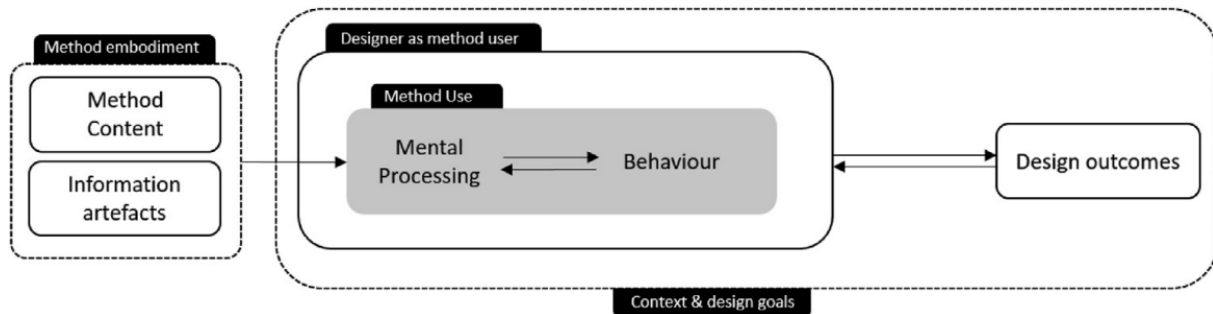 Method embodiment
Method
Content
Information
artefacts
Designer as method user
Method Use
Mental
Processing
Behaviour
Design outcomes
Context & design goals